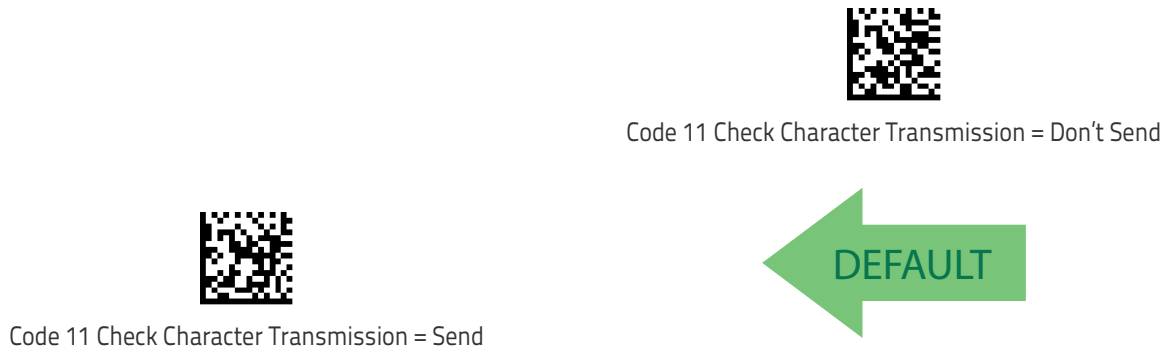 Code 11 Check Character Transmission = Don't Send
DEFAULT
Code 11 Check Character Transmission = Send